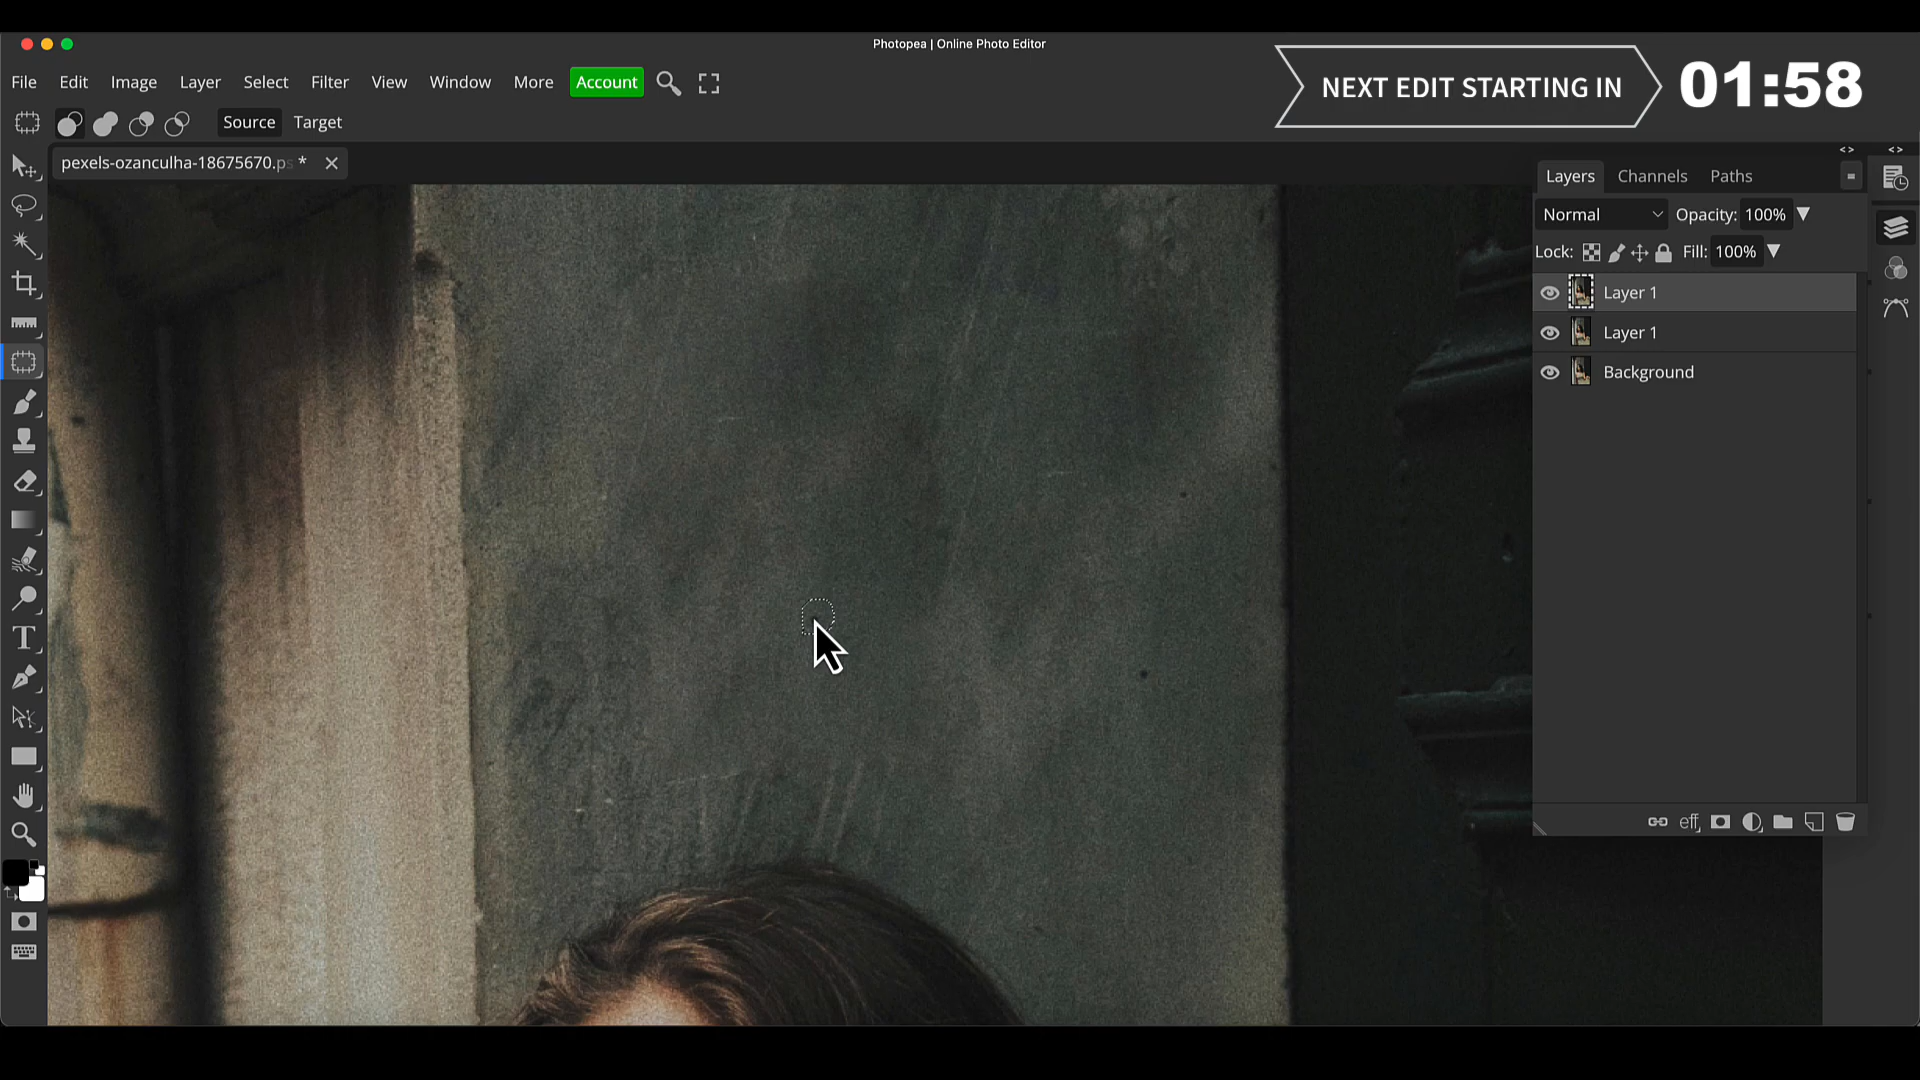 Photopea | Online Photo Editor
File Edit Image Layer Select Filter View Window More Account
NEXT EDIT STARTING IN 01:58
Source Target
pexels-ozanculha-18675670.ps *
Layers Channels Paths
Normal Opacity: 100%
Lock: Fill: 100%
Layer 1
Layer 1
Background
eff